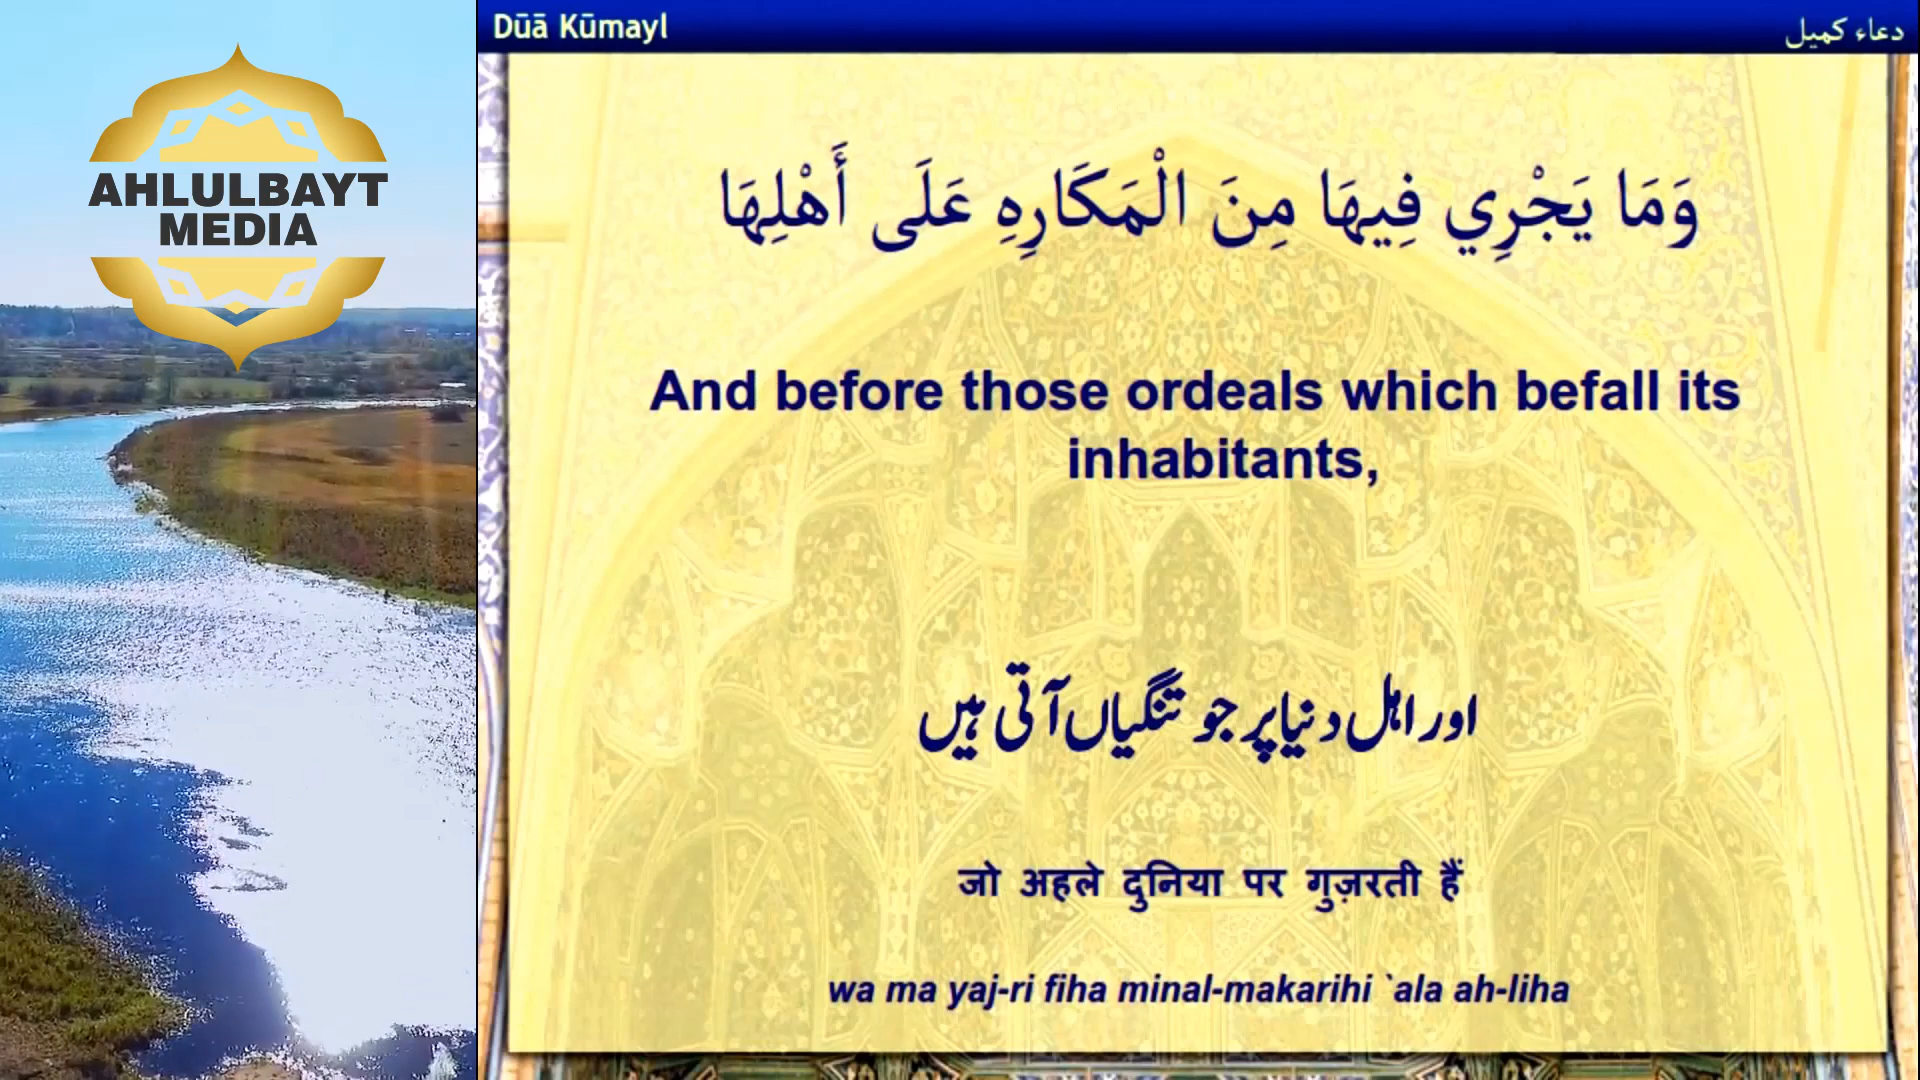 AHLULBAYT
MEDIA
Dūā Kūmayl
دعاء كميل
وَمَا يَجْرِي فِيهَا مِنَ الْمَكَارِهِ عَلَى أَهْلِهَا
And before those ordeals which befall its
inhabitants,
اور اہل دنیا پر جو تنگیاں آتی ہیں
जो अहले दुनिया पर गुज़रती हैं
wa ma yaj-ri fiha minal-makarihi `ala ah-liha